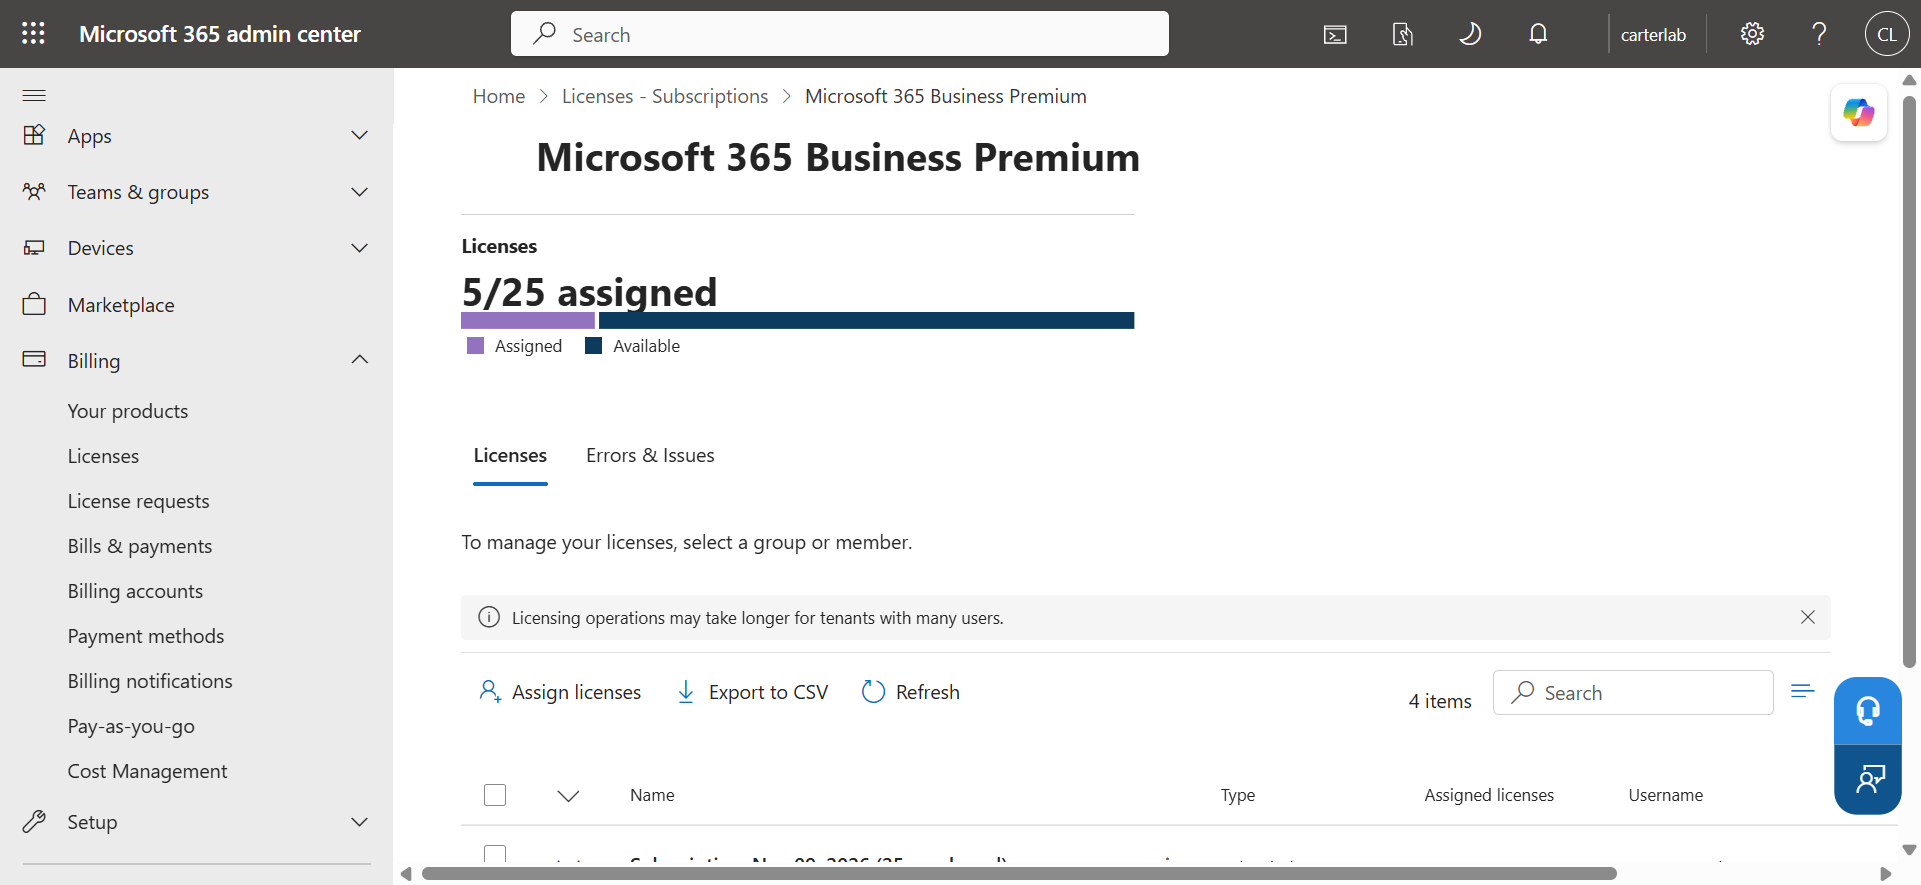 Microsoft 365 admin center
Search
carterlab
CL
Apps
Teams & groups
Devices
Marketplace
Billing
Your products
Licenses
License requests
Bills & payments
Billing accounts
Payment methods
Billing notifications
Pay-as-you-go
Cost Management
Setup
Home > Licenses - Subscriptions > Microsoft 365 Business Premium
Microsoft 365 Business Premium
Licenses
5/25 assigned
Assigned Available
Licenses Errors & Issues
To manage your licenses, select a group or member.
Licensing operations may take longer for tenants with many users.
Assign licenses Export to CSV Refresh 4 items Search
Name Type Assigned licenses Username